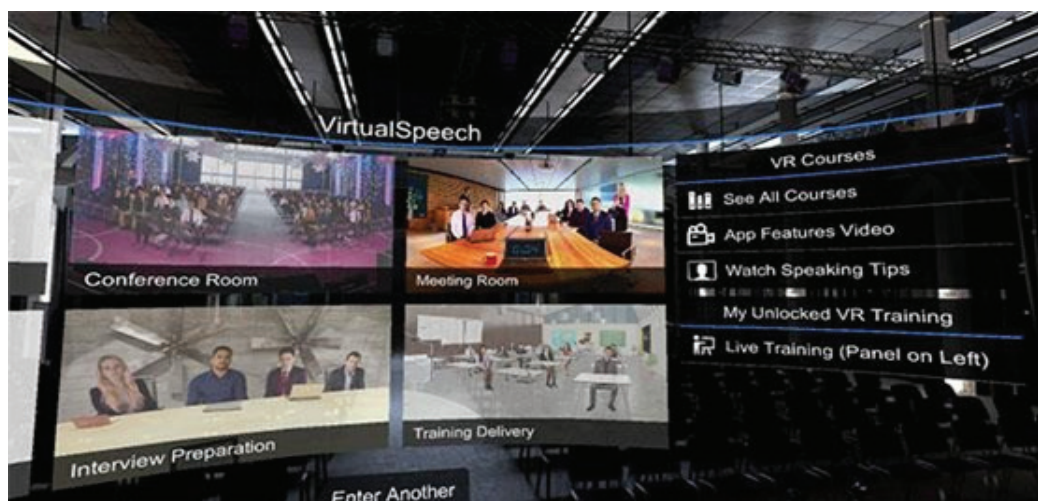 VirtualSpeech
Conference Room
Meeting Room
Interview Preparation
Training Delivery
Enter Another
VR Courses
See All Courses
App Features Video
Watch Speaking Tips
My Unlocked VR Training
Live Training (Panel on Left)